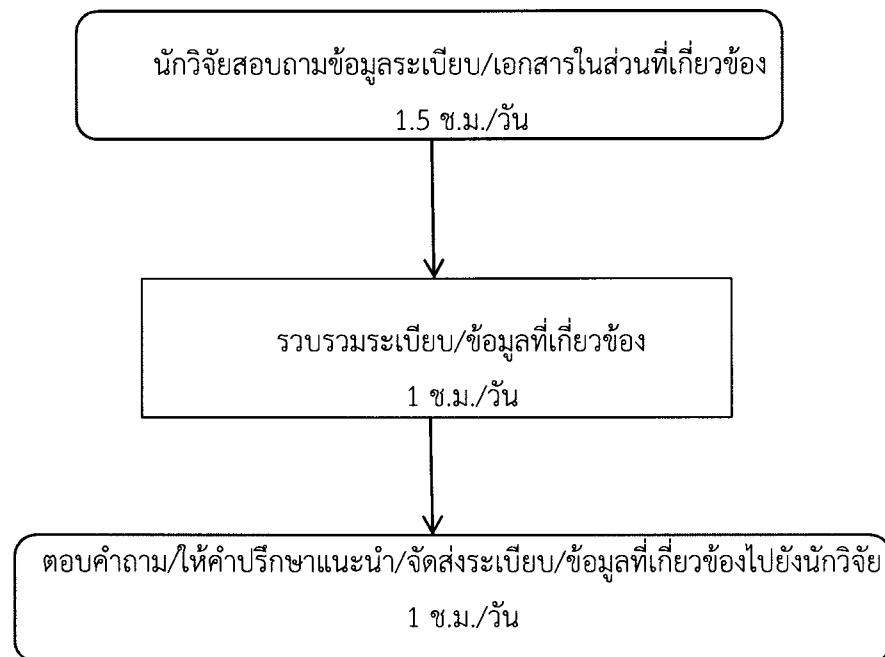 นักวิจัยสอบถามข้อมูลระเบียบ/เอกสารในส่วนที่เกี่ยวข้อง
1.5 ช.ม./วัน
รวบรวมระเบียบ/ข้อมูลที่เกี่ยวข้อง
1 ช.ม./วัน
ตอบคำถาม/ให้คำปรึกษาแนะนำ/จัดส่งระเบียบ/ข้อมูลที่เกี่ยวข้องไปยังนักวิจัย
1 ช.ม./วัน